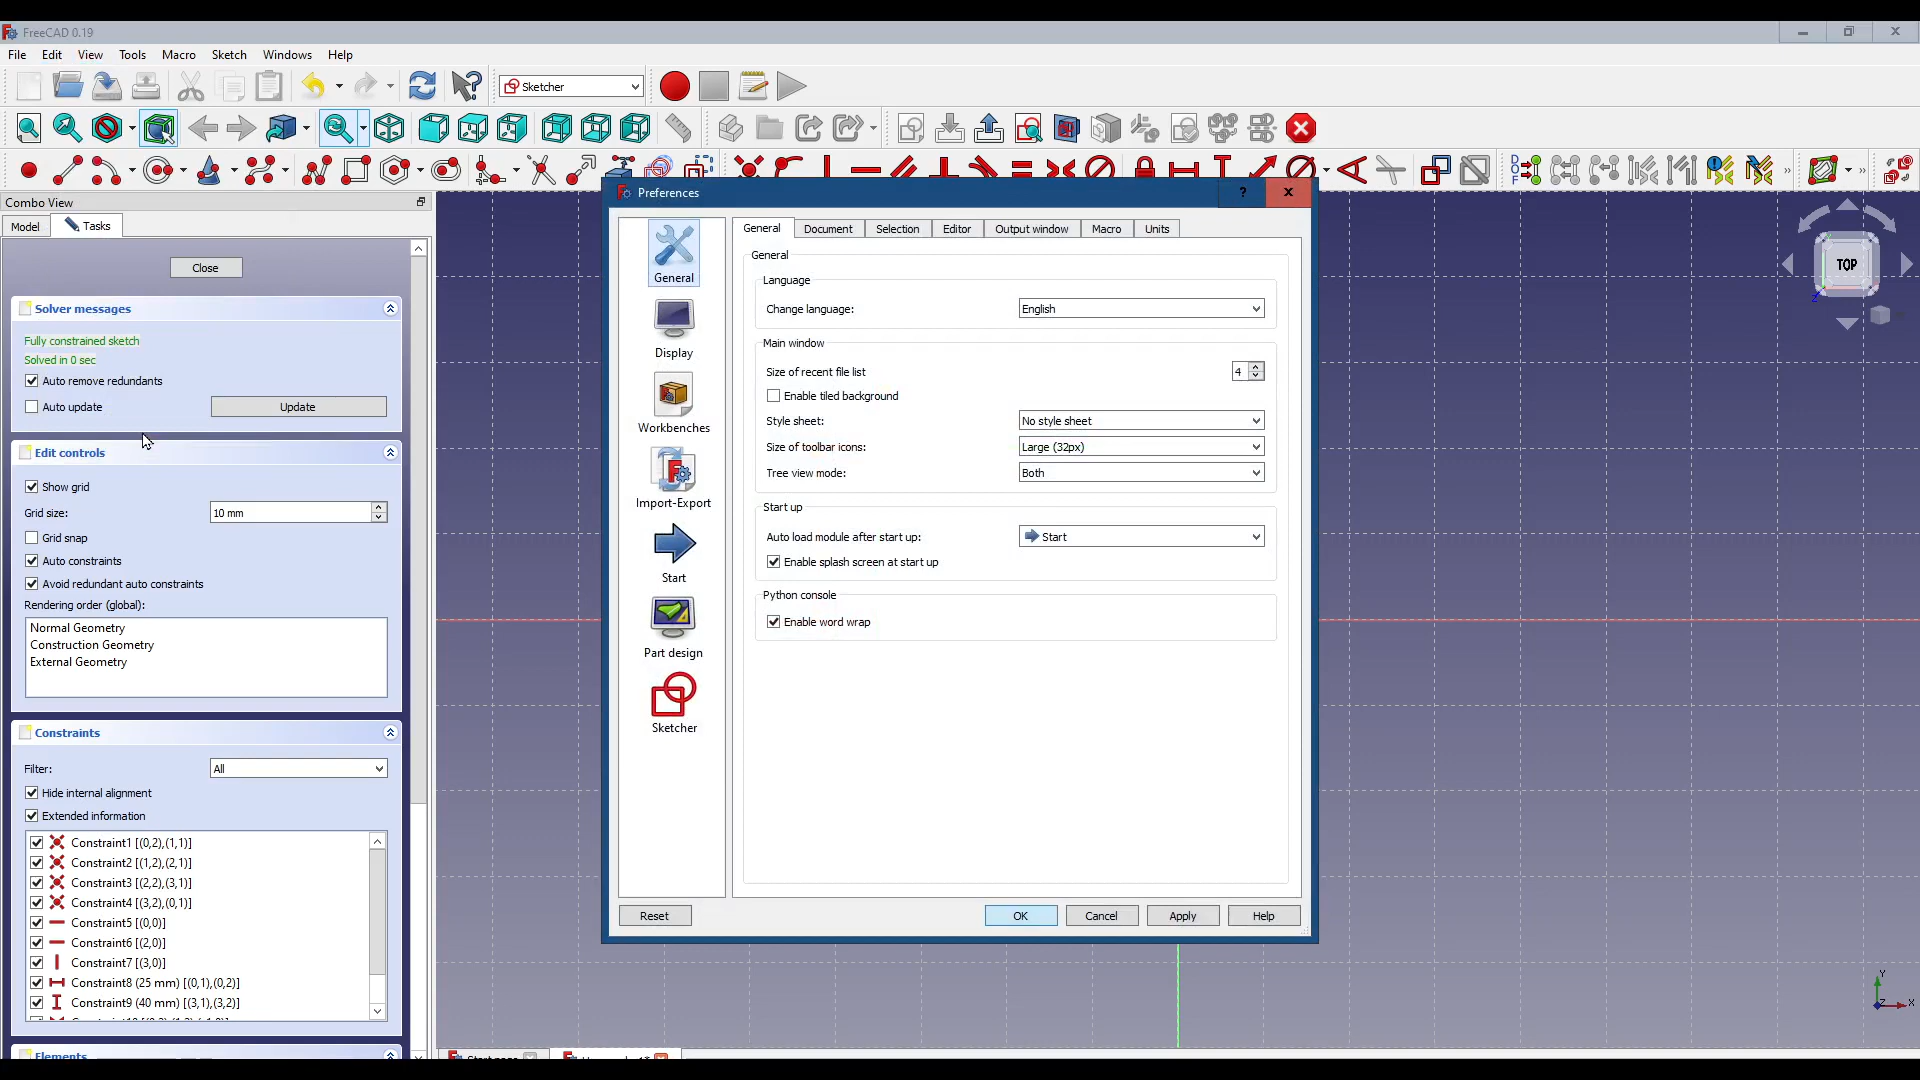 FreeCAD 0.19
File Edit View Tools Macro Sketch Windows Help
Sketcher
Combo View
Model Tasks
Close
Solver messages
Fully constrained sketch
Solved in 0 sec
Auto remove redundants
Auto update Update
Edit controls
Show grid
Grid size: 10 mm
Grid snap
Auto constraints
Avoid redundant auto constraints
Rendering order (global):
Normal Geometry
Construction Geometry
External Geometry
Constraints
Filter: All
Hide internal alignment
Extended information
Constraint1 [(0,2),(1,1)]
Constraint2 [(1,2),(2,1)]
Constraint3 [(2,2),(3,1)]
Constraint4 [(3,2),(0,1)]
Constraint5 [(0,0)]
Constraint6 [(2,0)]
Constraint7 [(3,0)]
Constraint8 (25 mm) [(0,1),(0,2)]
Constraint9 (40 mm) [(3,1),(3,2)]
Elements
Preferences
General
Display
Workbenches
Import-Export
Start
Part design
Sketcher
General Document Selection Editor Output window Macro Units
General
Language
Change language: English
Main window
Size of recent file list 4
Enable tiled background
Style sheet: No style sheet
Size of toolbar icons: Large (32px)
Tree view mode: Both
Start up
Auto load module after start up: Start
Enable splash screen at start up
Python console
Enable word wrap
Reset OK Cancel Apply Help
TOP
Z
Y
Z X